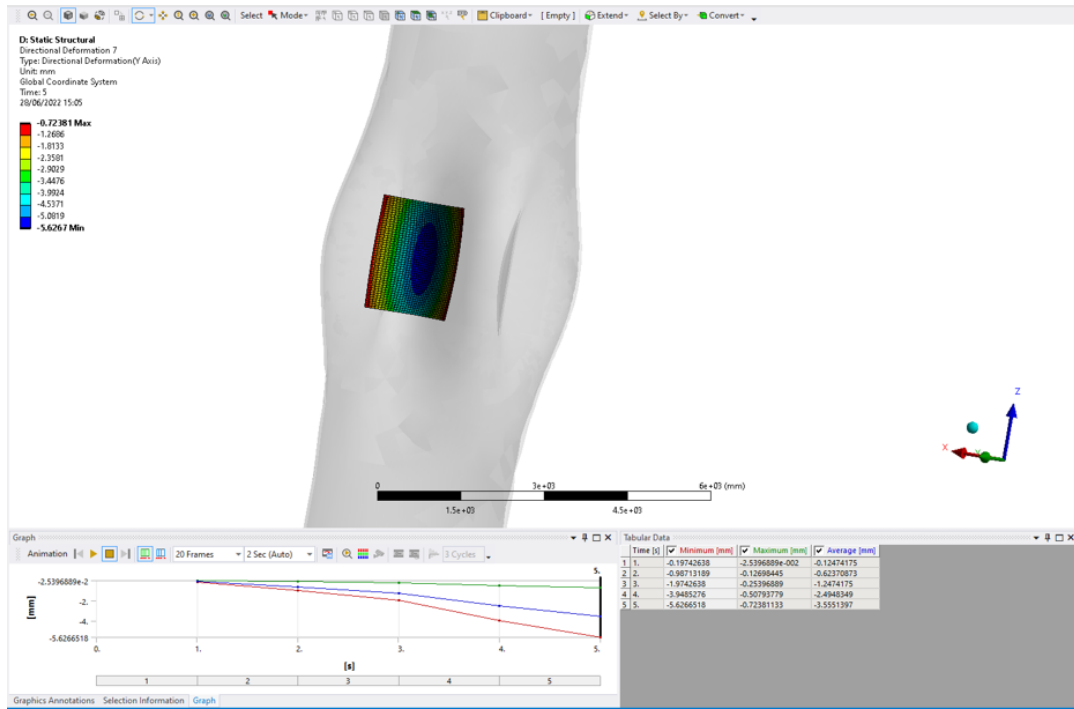 Select Mode Clipboard [ Empty ] Extend Select By Convert
D: Static Structural
Directional Deformation 7
Type: Directional Deformation(Y Axis)
Unit: mm
Global Coordinate System
Time: 5
28/06/2022 15:05
-0.72381 Max
-1.2686
-1.8133
-2.3581
-2.9029
-3.4476
-3.9924
-4.5371
-5.0819
-5.6267 Min
Z
X
0 3e+03 6e+03 (mm)
1.5e+03 4.5e+03
Graph
Animation 20 Frames 2 Sec (Auto) 3 Cycles
5.
-2.5396889e-2
-2.
-4.
-5.6266518
[mm]
0. 1. 2. 3. 4. 5.
[s]
1 2 3 4 5
Graphics Annotations Selection Information Graph
Tabular Data
Time [s] Minimum [mm] Maximum [mm] Average [mm]
1 1. -0.19742638 -2.5396889e-002 -0.12474175
2 2. -0.98713189 -0.12698445 -0.62370873
3 3. -1.9742638 -0.25396889 -1.2474175
4 4. -3.9485276 -0.50793779 -2.4948349
5 5. -5.6266518 -0.72381133 -3.5551397